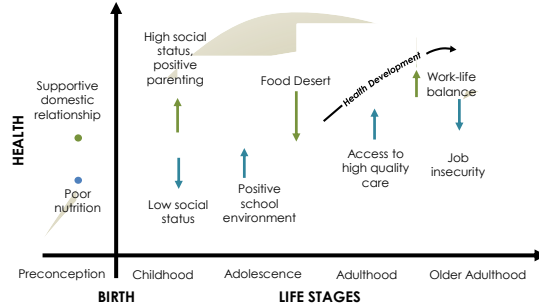 High social
status,
positive
parenting
Supportive
domestic
relationship
Food Desert
Health Development
Work-life
balance
HEALTH
Poor
nutrition
Low social
status
Positive
school
environment
Access to
high quality
care
Job
insecurity
Preconception
Childhood
Adolescence
Adulthood
Older Adulthood
BIRTH
LIFE STAGES